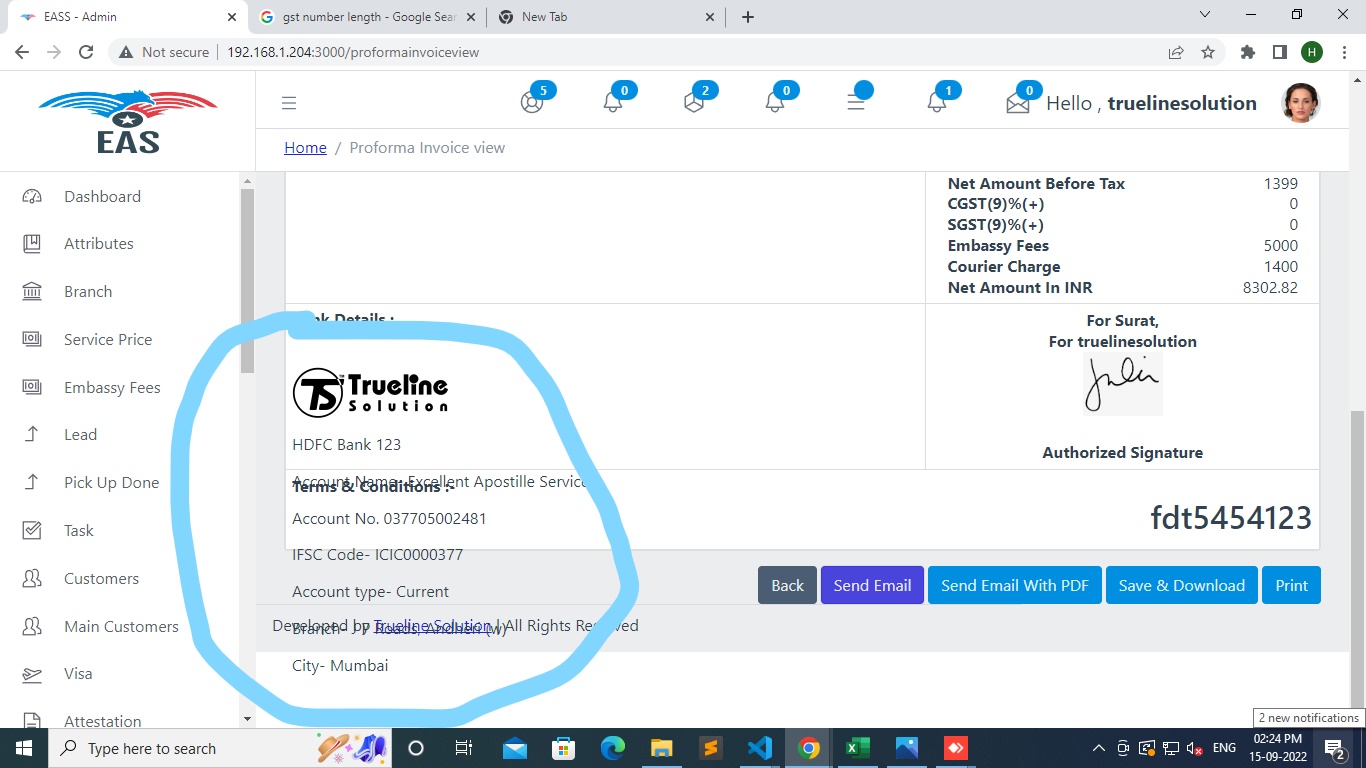 EASS - Admin
gst number length - Google Sear
New Tab
Not secure
192.168.1.204:3000/proformainvoiceview
H
EAS
5
0
2
0
1
0
Hello , truelinesolution
Home / Proforma Invoice view
Dashboard
Attributes
Branch
Service Price
Embassy Fees
Lead
Pick Up Done
Task
Customers
Main Customers
Visa
Attestation
Net Amount Before Tax 1399
CGST(9)%(+) 0
SGST(9)%(+) 0
Embassy Fees 5000
Courier Charge 1400
Net Amount In INR 8302.82
Details :
TS Trueline
Solution
HDFC Bank 123
Account Name- Excellent Apostille Service
Terms & Conditions :-
Account No. 037705002481
IFSC Code- ICIC0000377
Account type- Current
Developed by Trueline Solution | All Rights Reserved
Branch- J P Roads, Andheri (w)
City- Mumbai
For Surat,
For truelinesolution
Authorized Signature
fdt5454123
Back
Send Email
Send Email With PDF
Save & Download
Print
2 new notifications
Type here to search
ENG
02:24 PM
15-09-2022
2